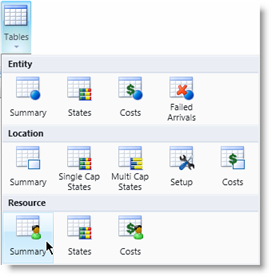 Tables
Entity
Summary States Costs Failed Arrivals
Location
Summary Single Cap States Multi Cap States Setup Costs
Resource
Summary States Costs